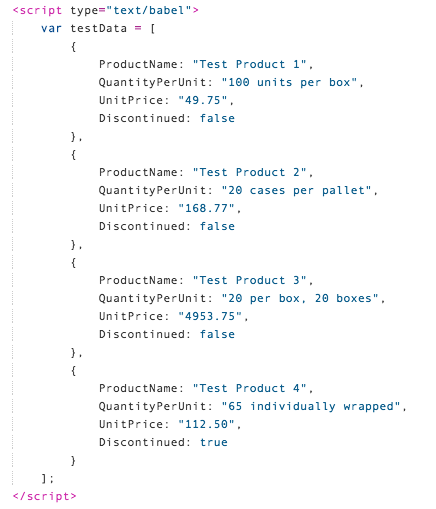 <script type="text/babel">
    var testData = [
        {
            ProductName: "Test Product 1",
            QuantityPerUnit: "100 units per box",
            UnitPrice: "49.75",
            Discontinued: false
        },
        {
            ProductName: "Test Product 2",
            QuantityPerUnit: "20 cases per pallet",
            UnitPrice: "168.77",
            Discontinued: false
        },
        {
            ProductName: "Test Product 3",
            QuantityPerUnit: "20 per box, 20 boxes",
            UnitPrice: "4953.75",
            Discontinued: false
        },
        {
            ProductName: "Test Product 4",
            QuantityPerUnit: "65 individually wrapped",
            UnitPrice: "112.50",
            Discontinued: true
        }
    ];
</script>